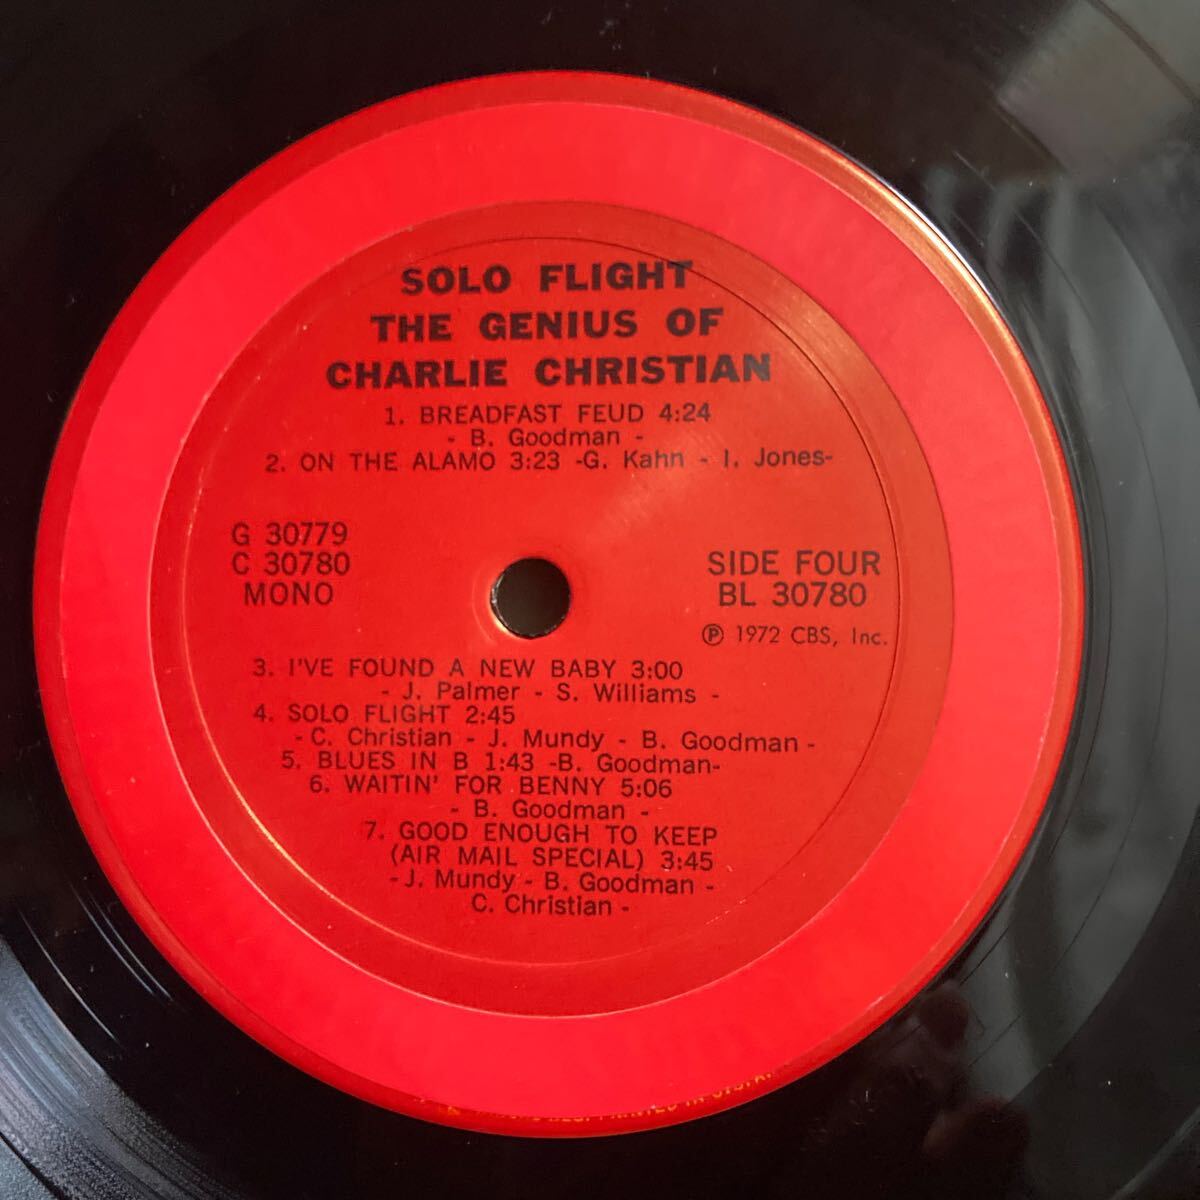 SOLO FLIGHT
THE GENIUS OF
CHARLIE CHRISTIAN
1. BREADFAST FEUD 4:24
- B. Goodman -
2. ON THE ALAMO 3:23 -G. Kahn - I. Jones-
G 30779
C 30780
MONO
SIDE FOUR
BL 30780
℗ 1972 CBS, Inc.
3. I'VE FOUND A NEW BABY 3:00
- J. Palmer - S. Williams -
4. SOLO FLIGHT 2:45
- C. Christian - J. Mundy - B. Goodman -
5. BLUES IN B 1:43 -B. Goodman-
6. WAITIN' FOR BENNY 5:06
- B. Goodman -
7. GOOD ENOUGH TO KEEP
(AIR MAIL SPECIAL) 3:45
-J. Mundy - B. Goodman -
C. Christian -